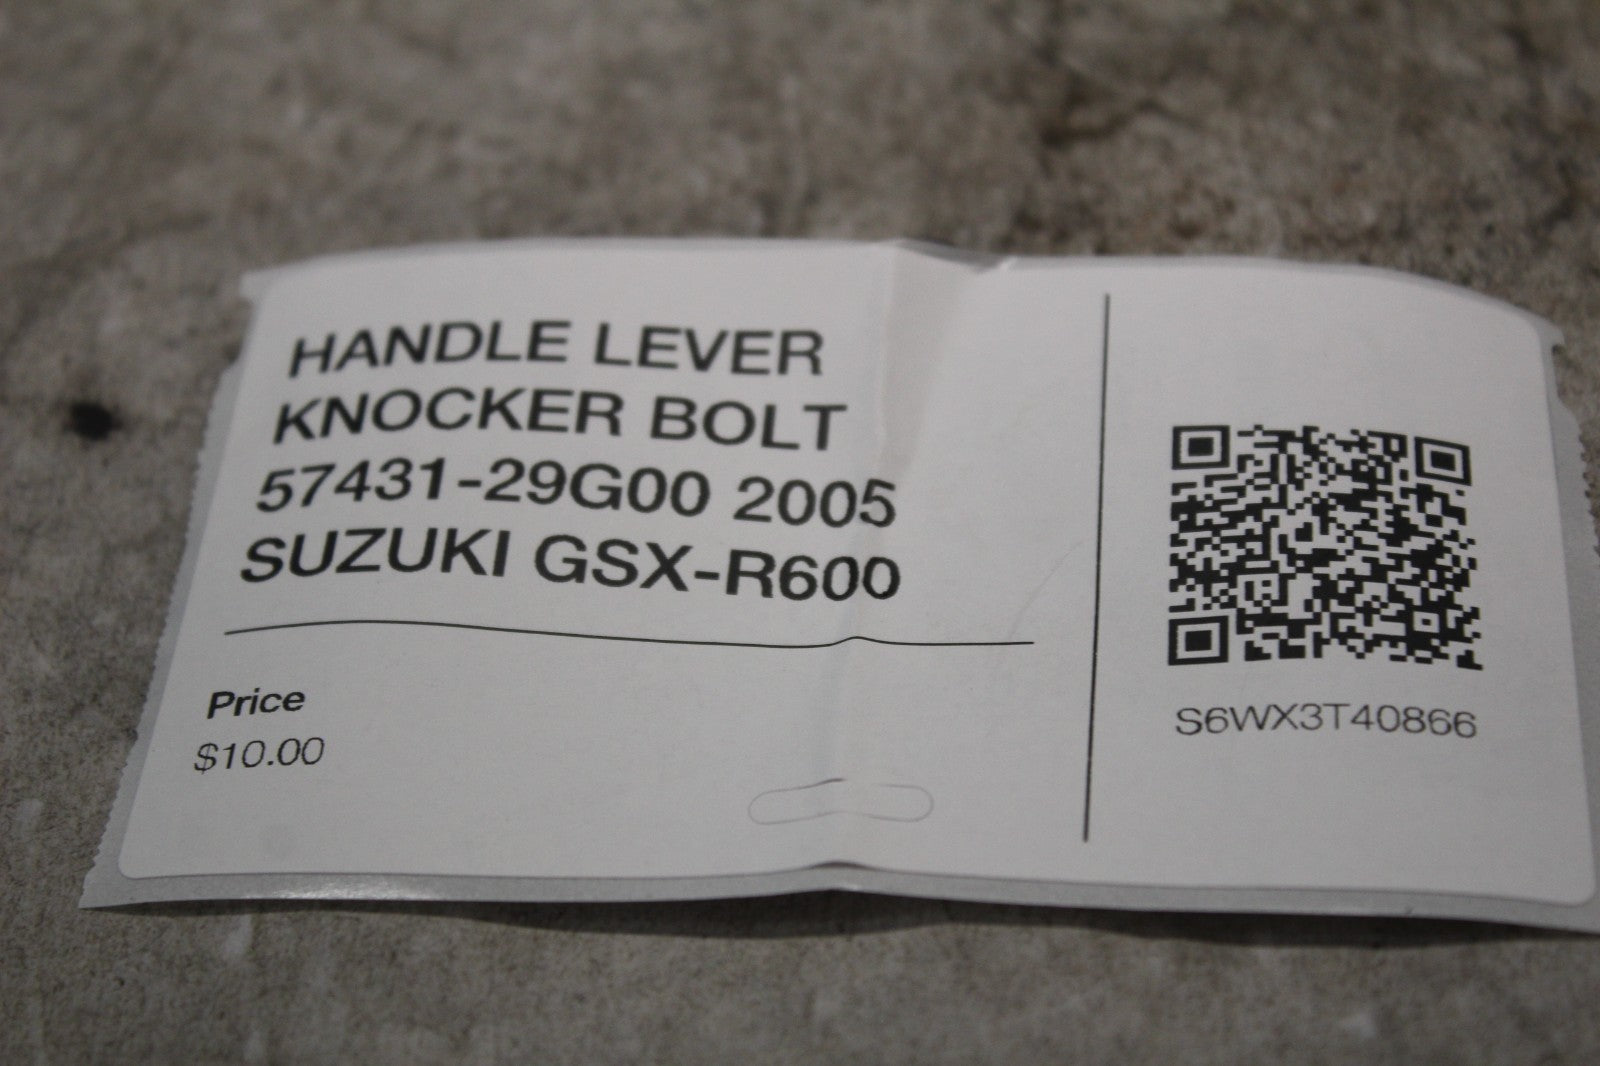 HANDLE LEVER
KNOCKER BOLT
57431-29G00 2005
SUZUKI GSX-R600
Price
$10.00
S6WX3T40866